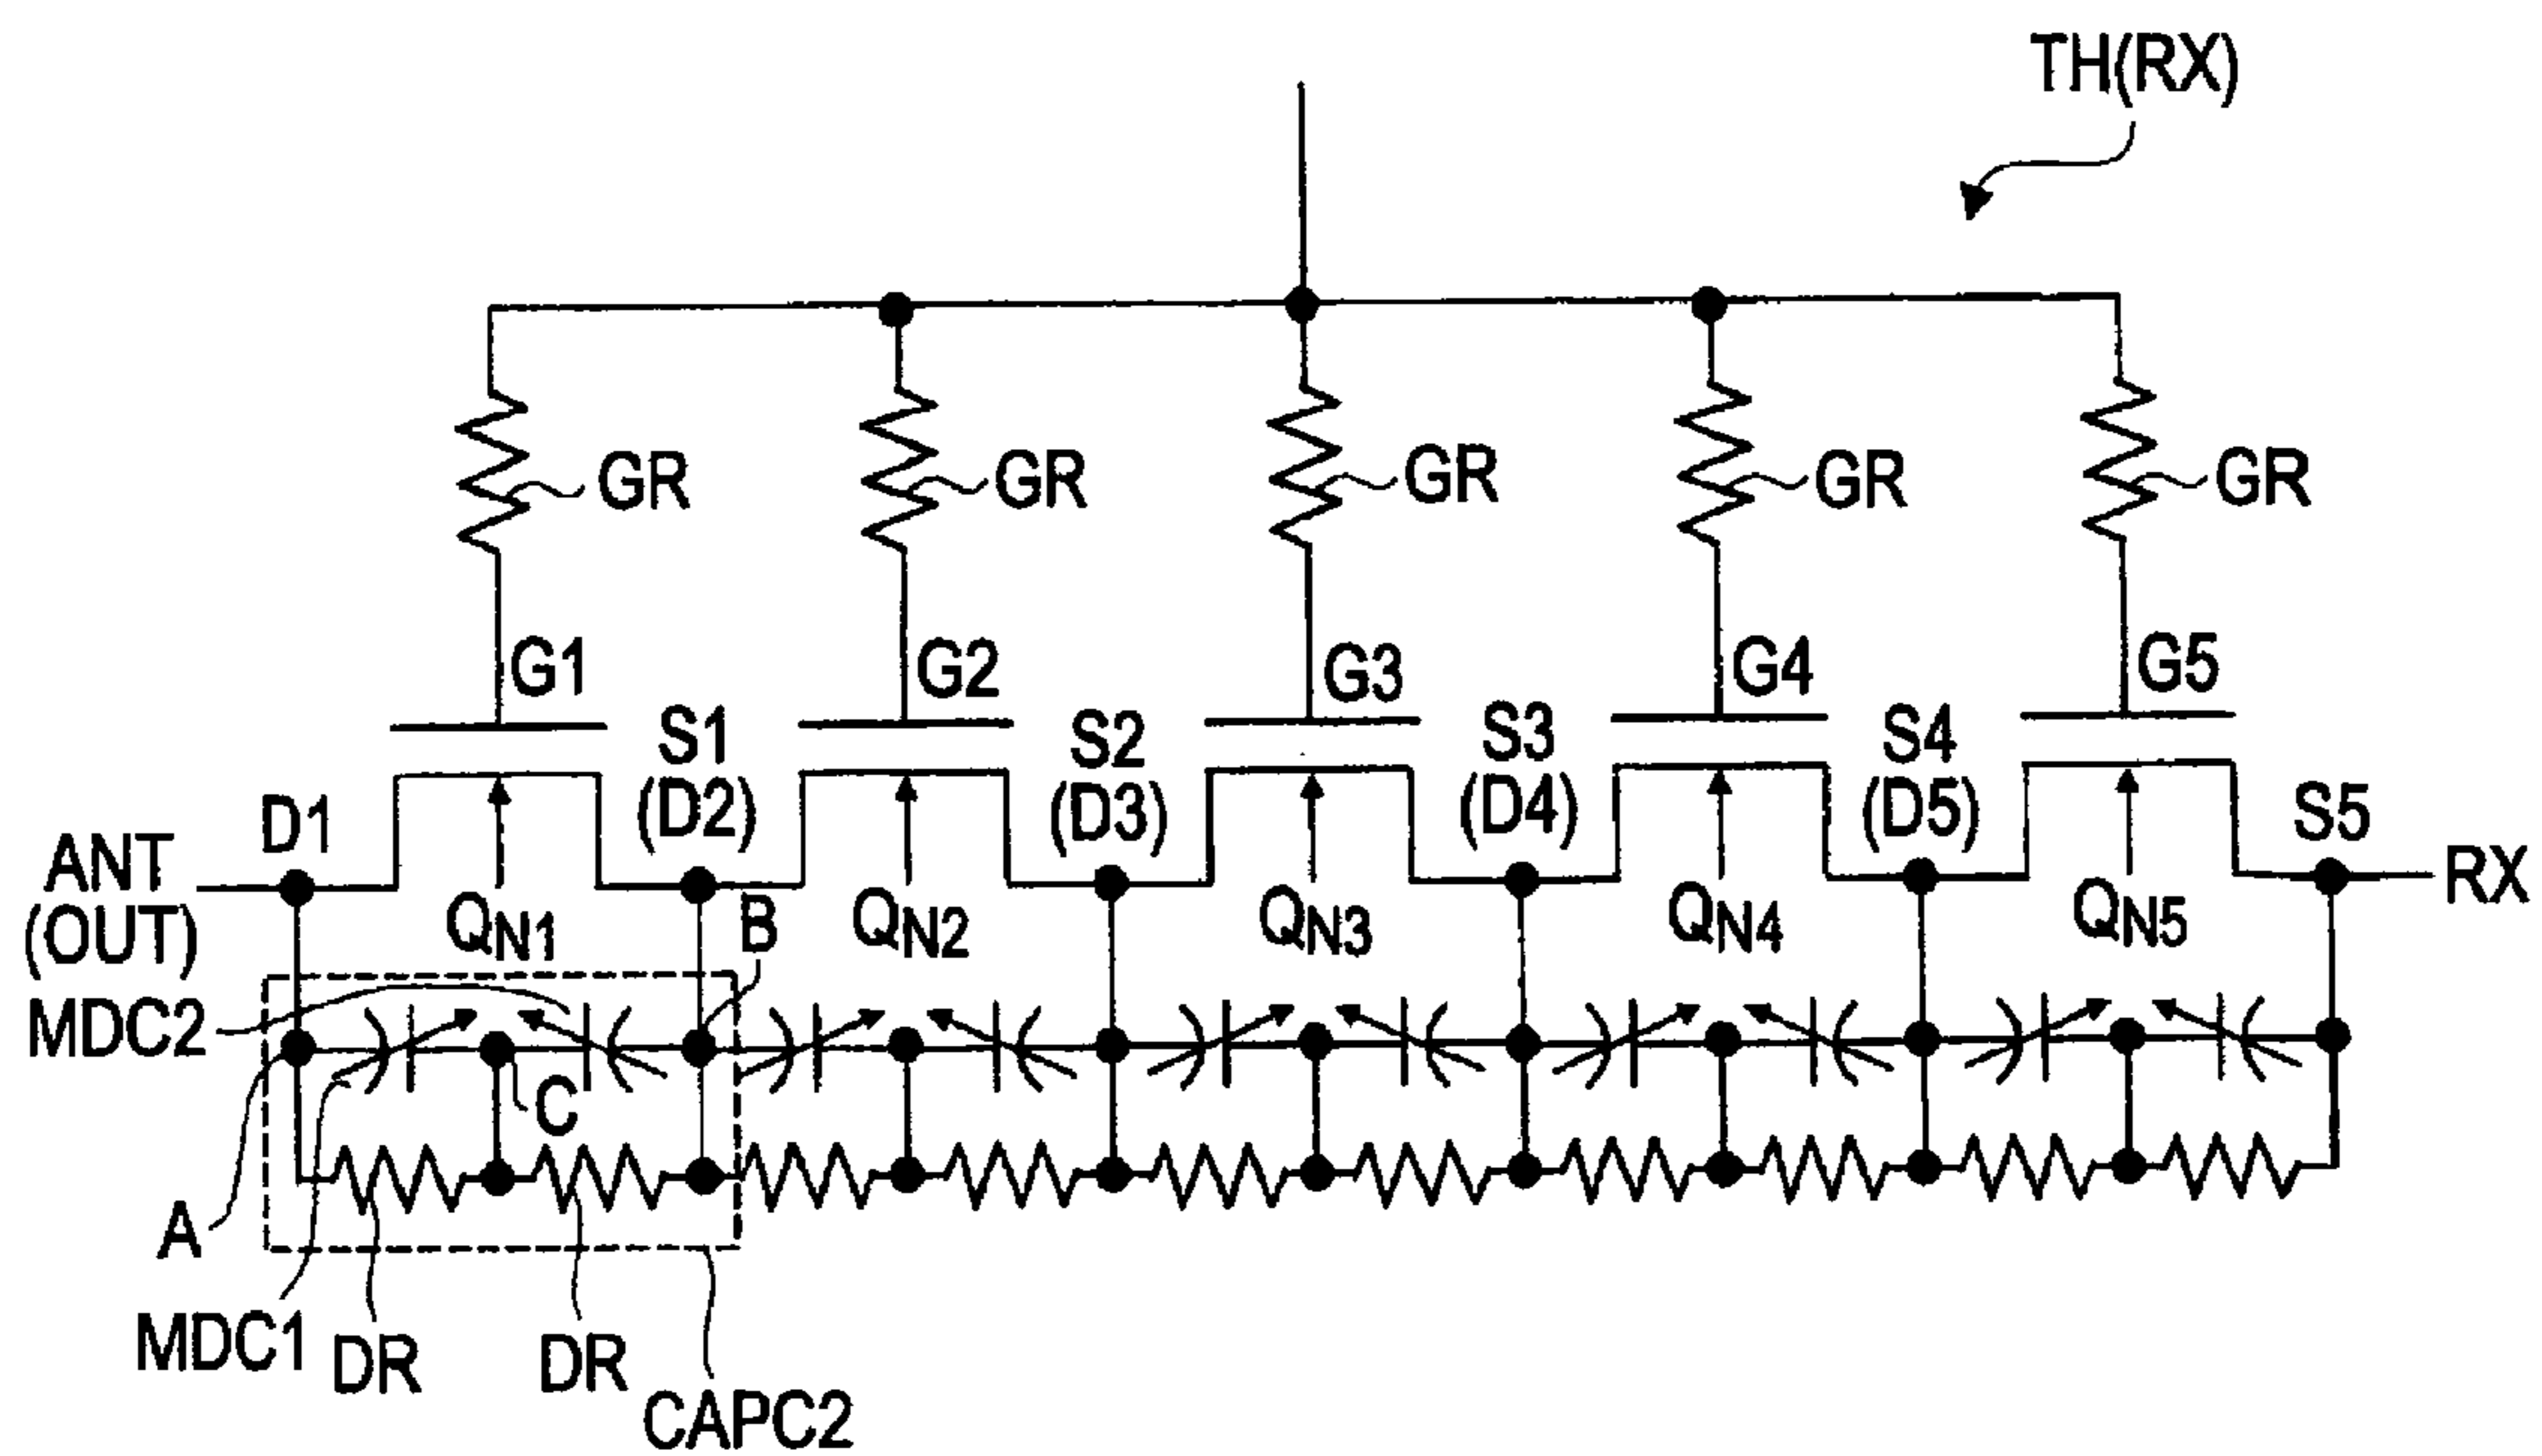 TH(RX)
GR
GR
GR
GR
GR
G1
G2
G3
G4
G5
D1
S1
(D2)
S2
(D3)
S3
(D4)
S4
(D5)
S5
ANT
(OUT)
RX
QN1
QN2
QN3
QN4
QN5
B
MDC2
C
A
MDC1
DR
DR
CAPC2